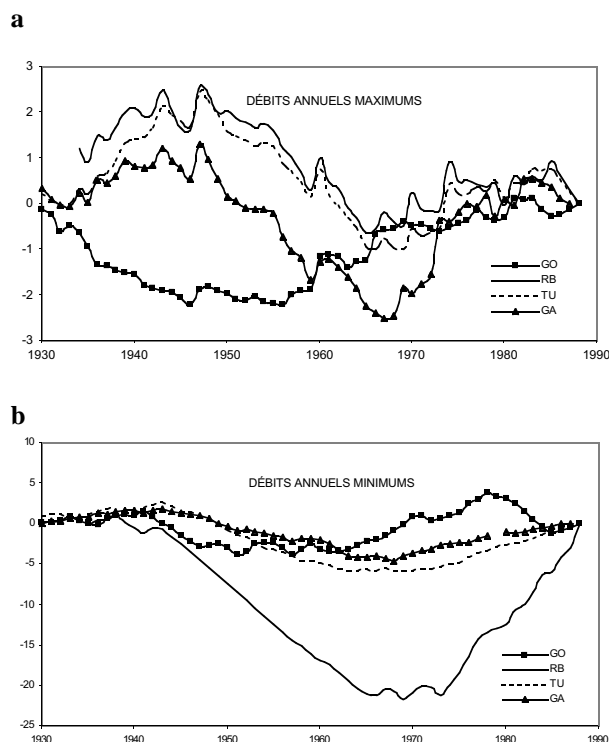 a
3
DÉBITS ANNUELS MAXIMUMS
2
1
0
-1
GO
RB
-2
TU
GA
-3
1930 1940 1950 1960 1970 1980 1990
b
10
DÉBITS ANNUELS MINIMUMS
5
0
-5
-10
-15
GO
RB
-20
TU
GA
-25
1930 1940 1950 1960 1970 1980 1990